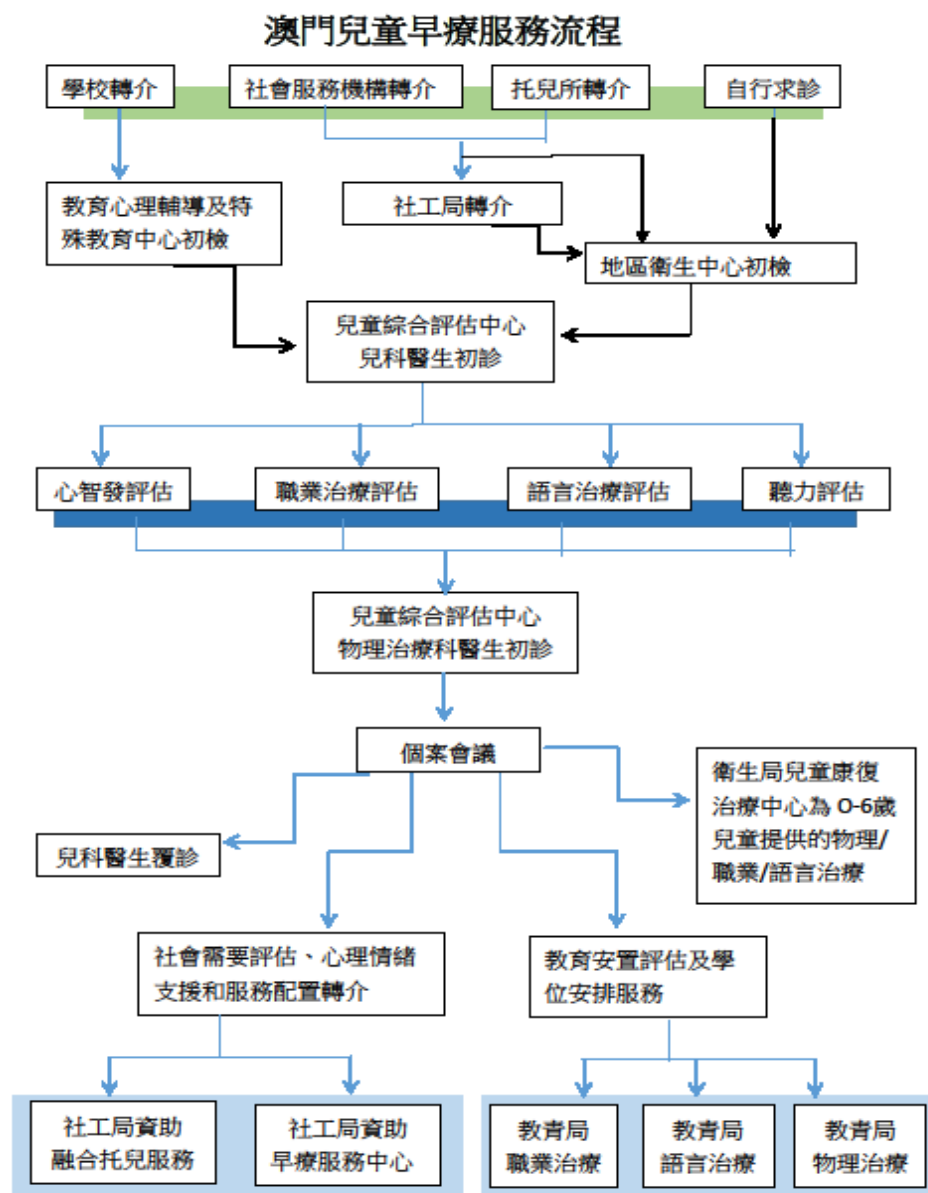 澳門兒童早療服務流程
學校轉介
社會服務機構轉介
托兒所轉介
自行求診
教育心理輔導及特
殊教育中心初檢
社工局轉介
地區衛生中心初檢
兒童綜合評估中心
兒科醫生初診
心智發評估
職業治療評估
語言治療評估
聽力評估
兒童綜合評估中心
物理治療科醫生初診
個案會議
衛生局兒童康復
治療中心為 0-6歲
兒童提供的物理/
職業/語言治療
兒科醫生覆診
社會需要評估、心理情緒
支援和服務配置轉介
教育安置評估及學
位安排服務
社工局資助
融合托兒服務
社工局資助
早療服務中心
教青局
職業治療
教青局
語言治療
教青局
物理治療